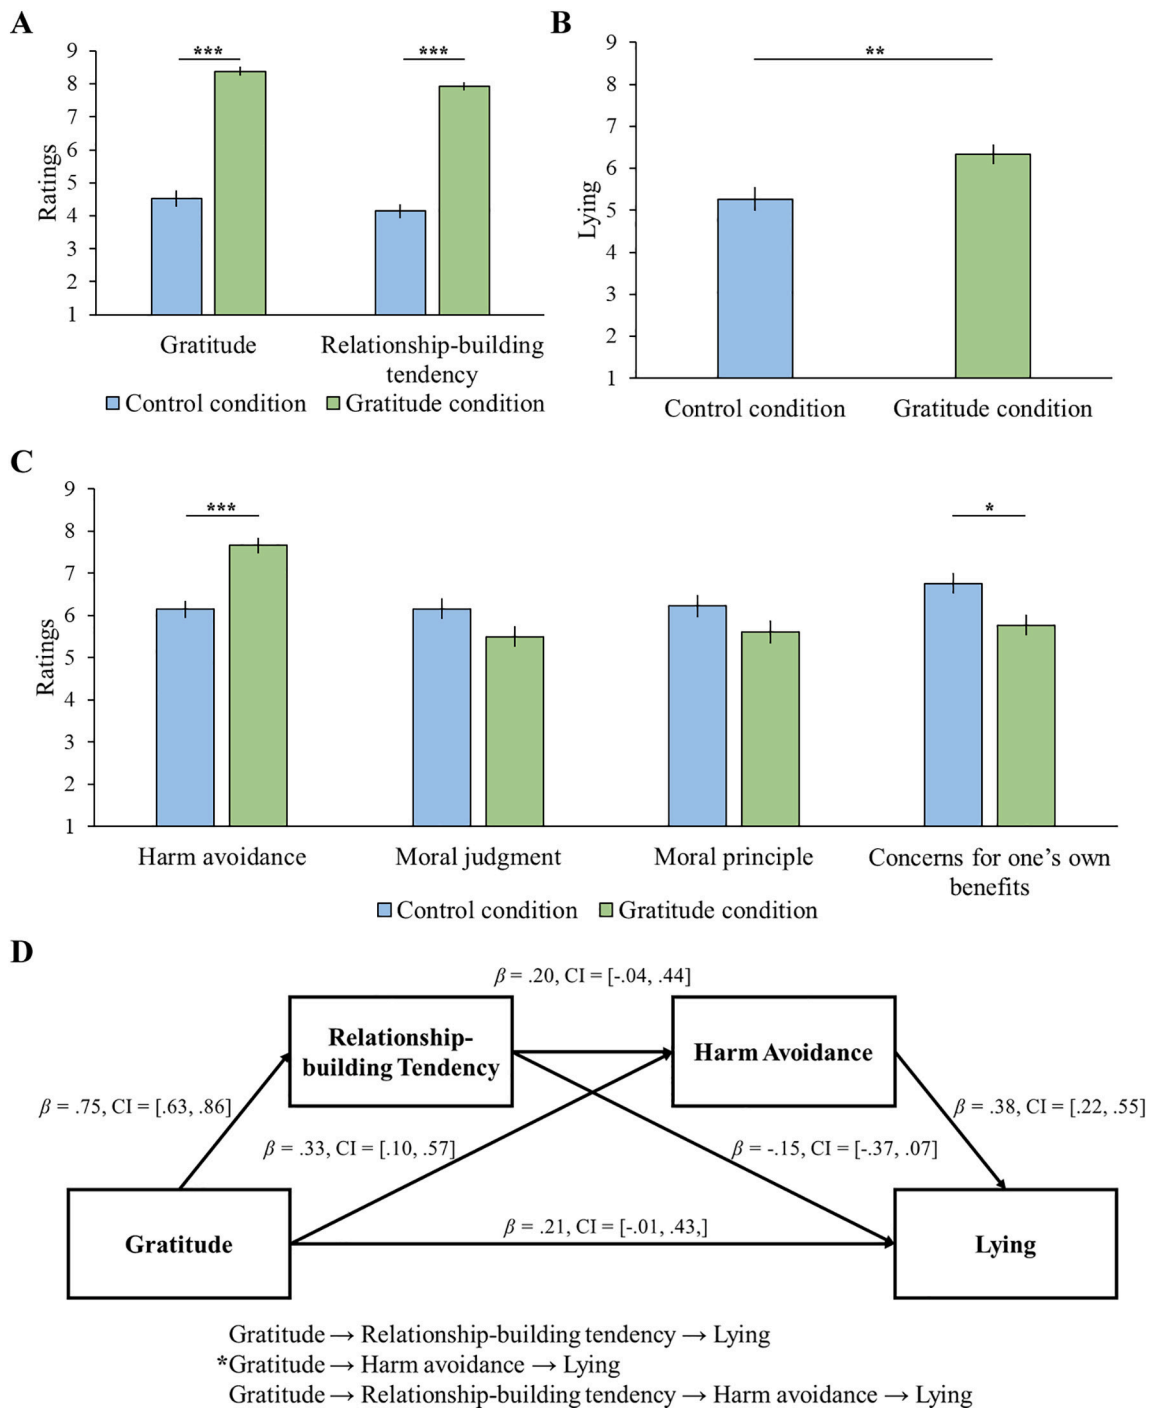 A
9
8
7
6
5
4
3
2
1
Ratings
***
***
Gratitude
Relationship-building
tendency
Control condition
Gratitude condition
B
9
8
7
6
5
4
3
2
1
Lying
**
Control condition
Gratitude condition
C
9
8
7
6
5
4
3
2
1
Ratings
***
*
Harm avoidance
Moral judgment
Moral principle
Concerns for one's own
benefits
Control condition
Gratitude condition
D
β = .20, CI = [-.04, .44]
Relationship-
building Tendency
Harm Avoidance
β = .75, CI = [.63, .86]
β = .38, CI = [.22, .55]
β = .33, CI = [.10, .57]
β = -.15, CI = [-.37, .07]
Gratitude
β = .21, CI = [-.01, .43,]
Lying
Gratitude → Relationship-building tendency → Lying
*Gratitude → Harm avoidance → Lying
Gratitude → Relationship-building tendency → Harm avoidance → Lying